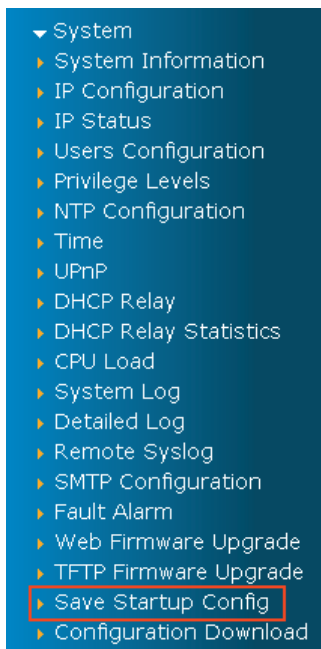 System
System Information
IP Configuration
IP Status
Users Configuration
Privilege Levels
NTP Configuration
Time
UPnP
DHCP Relay
DHCP Relay Statistics
CPU Load
System Log
Detailed Log
Remote Syslog
SMTP Configuration
Fault Alarm
Web Firmware Upgrade
TFTP Firmware Upgrade
Save Startup Config
Configuration Download